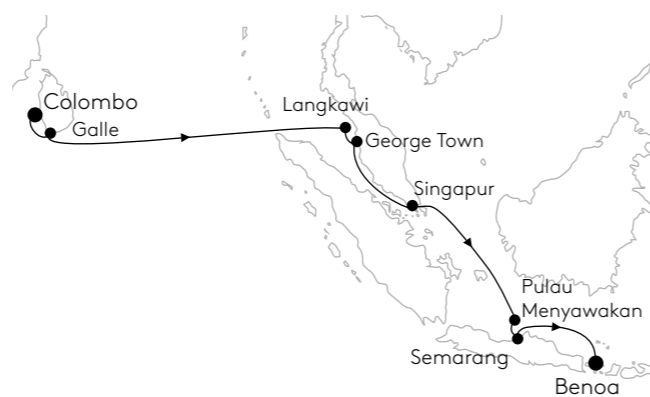 Colombo
Galle
Langkawi
George Town
Singapur
Pulau
Menyawakan
Semarang
Benoa